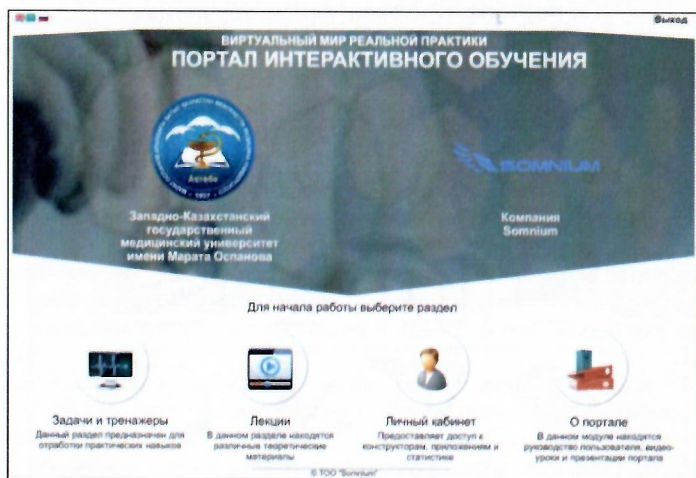 Выход
ВИРТУАЛЬНЫЙ МИР РЕАЛЬНОЙ ПРАКТИКИ
ПОРТАЛ ИНТЕРАКТИВНОГО ОБУЧЕНИЯ
Актобе
1957
SOMNIUM
Западно-Казахстанский
государственный
медицинский университет
имени Марата Оспанова
Компания
Somnium
Для начала работы выберите раздел
Задачи и тренажеры
Данный раздел предназначен для
отработки практических навыков
Лекции
В данном разделе находятся
различные теоретические
материалы
Личный кабинет
Предоставляет доступ к
конструкторам, приложениям и
статистике
О портале
В данном модуле находятся
руководство пользователя, видео-
уроки и презентации портала
© ТОО "Somnium"